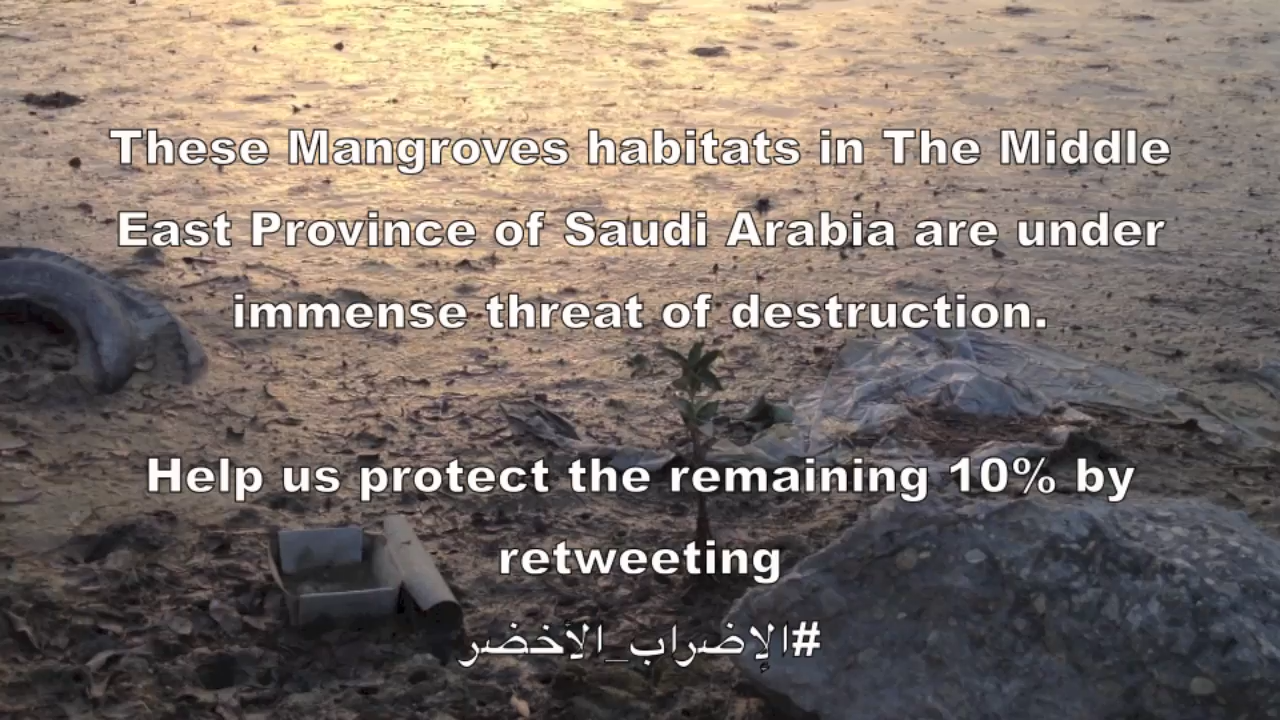 These Mangroves habitats in The Middle
East Province of Saudi Arabia are under
immense threat of destruction.
Help us protect the remaining 10% by
retweeting
#الإضراب_الأخضر